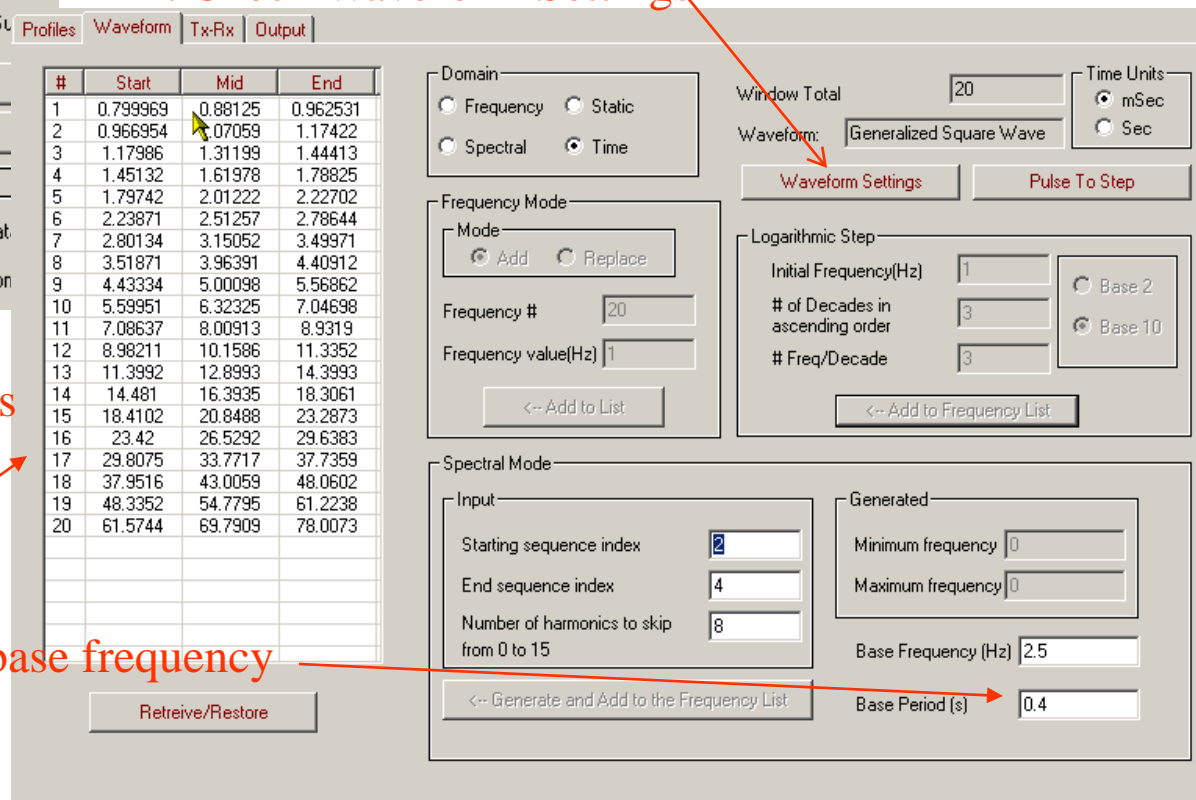 Profiles Waveform Tx-Rx Output
# Start Mid End
1 0.799969 0.88125 0.962531
2 0.966954 .07059 1.17422
3 1.17986 1.31199 1.44413
4 1.45132 1.61978 1.78825
5 1.79742 2.01222 2.22702
6 2.23871 2.51257 2.78644
7 2.80134 3.15052 3.49971
8 3.51871 3.96391 4.40912
9 4.43334 5.00098 5.56862
10 5.59951 6.32325 7.04698
11 7.08637 8.00913 8.9319
12 8.98211 10.1586 11.3352
13 11.3992 12.8993 14.3993
14 14.481 16.3935 18.3061
15 18.4102 20.8488 23.2873
16 23.42 26.5292 29.6383
17 29.8075 33.7717 37.7359
18 37.9516 43.0059 48.0602
19 48.3352 54.7795 61.2238
20 61.5744 69.7909 78.0073
base frequency
Retreive/Restore
Domain
Frequency Static
Spectral Time
Window Total 20
Waveform: Generalized Square Wave
Time Units
mSec
Sec
Waveform Settings Pulse To Step
Frequency Mode
Mode
Add Replace
Frequency # 20
Frequency value(Hz) 1
<-- Add to List
Logarithmic Step
Initial Frequency(Hz) 1
# of Decades in
ascending order 3
# Freq/Decade 3
Base 2
Base 10
<-- Add to Frequency List
Spectral Mode
Input
Starting sequence index 2
End sequence index 4
Number of harmonics to skip
from 0 to 15 8
<-- Generate and Add to the Frequency List
Generated
Minimum frequency 0
Maximum frequency 0
Base Frequency (Hz) 2.5
Base Period (s) 0.4